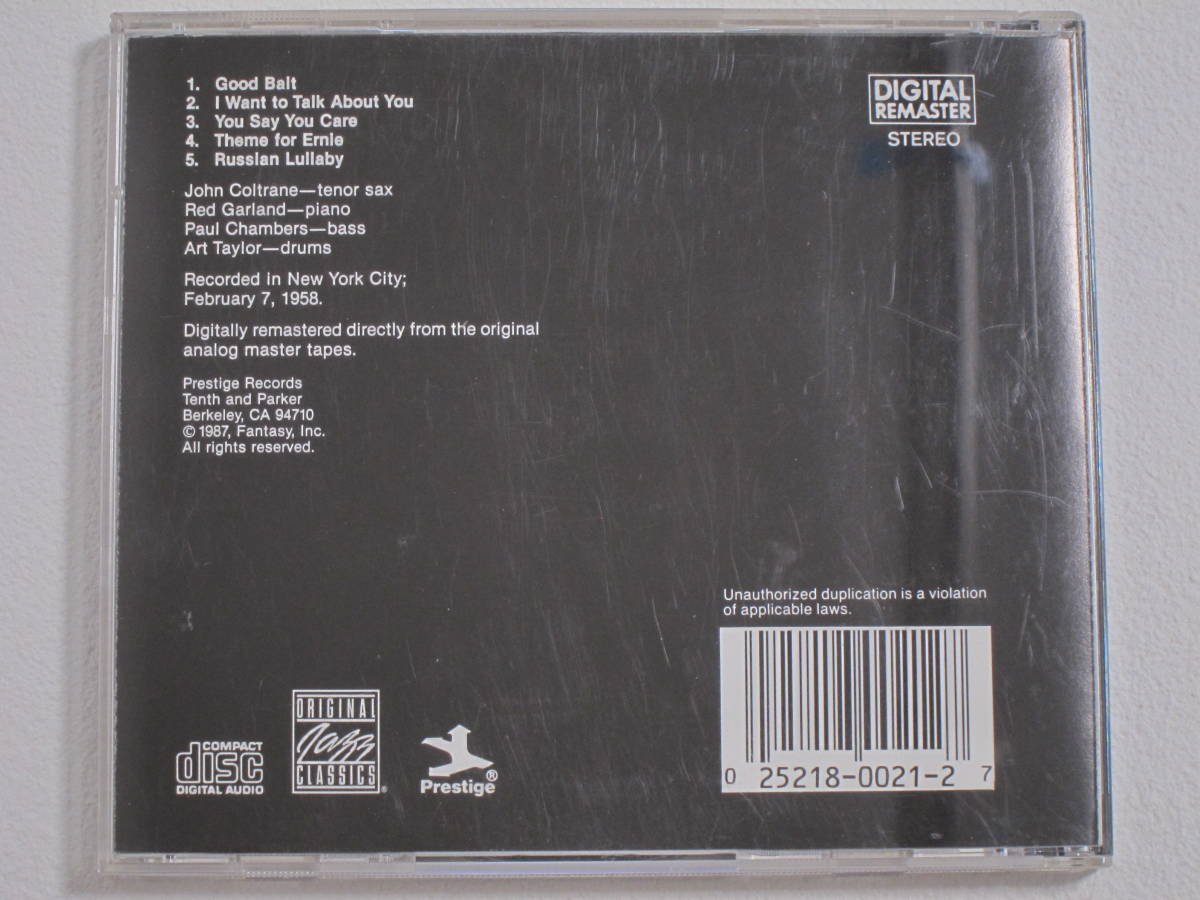 1. Good Bait
2. I Want to Talk About You
3. You Say You Care
4. Theme for Ernie
5. Russian Lullaby
John Coltrane—tenor sax
Red Garland—piano
Paul Chambers—bass
Art Taylor—drums
Recorded in New York City;
February 7, 1958.
Digitally remastered directly from the original
analog master tapes.
Prestige Records
Tenth and Parker
Berkeley, CA 94710
© 1987, Fantasy, Inc.
All rights reserved.
DIGITAL
REMASTER
STEREO
Unauthorized duplication is a violation
of applicable laws.
0 25218-0021-2 7
COMPACT
disc
DIGITAL AUDIO
ORIGINAL
Jazz
CLASSICS®
Prestige®